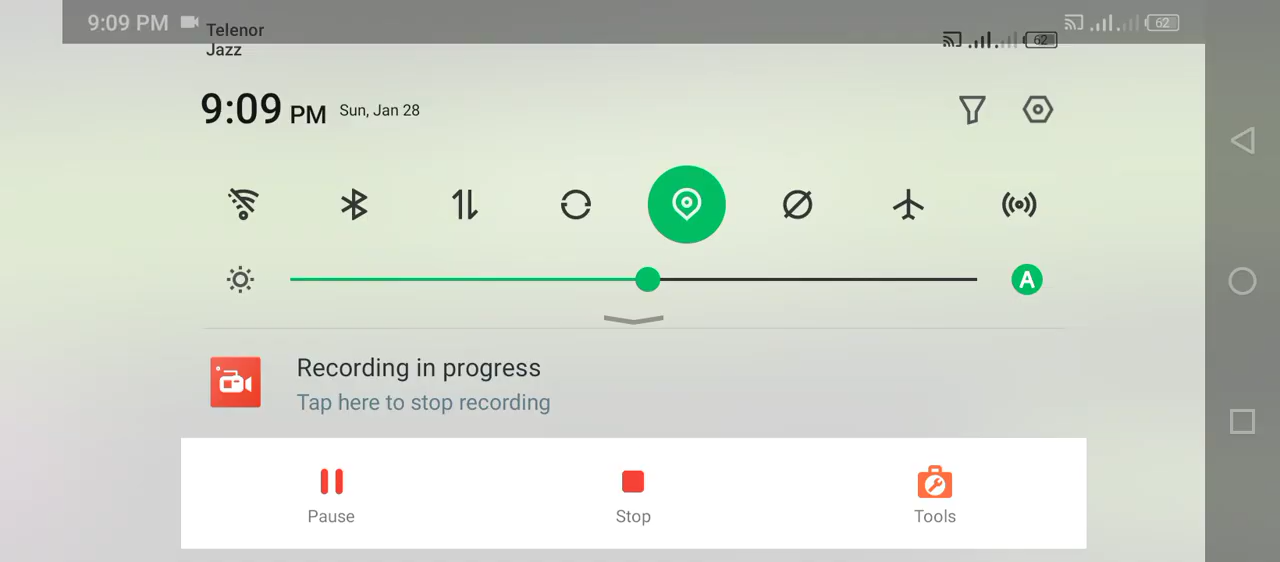 9:09 PM
62
Telenor
Jazz
62
9:09 PM Sun, Jan 28
A
Recording in progress
Tap here to stop recording
Pause
Stop
Tools